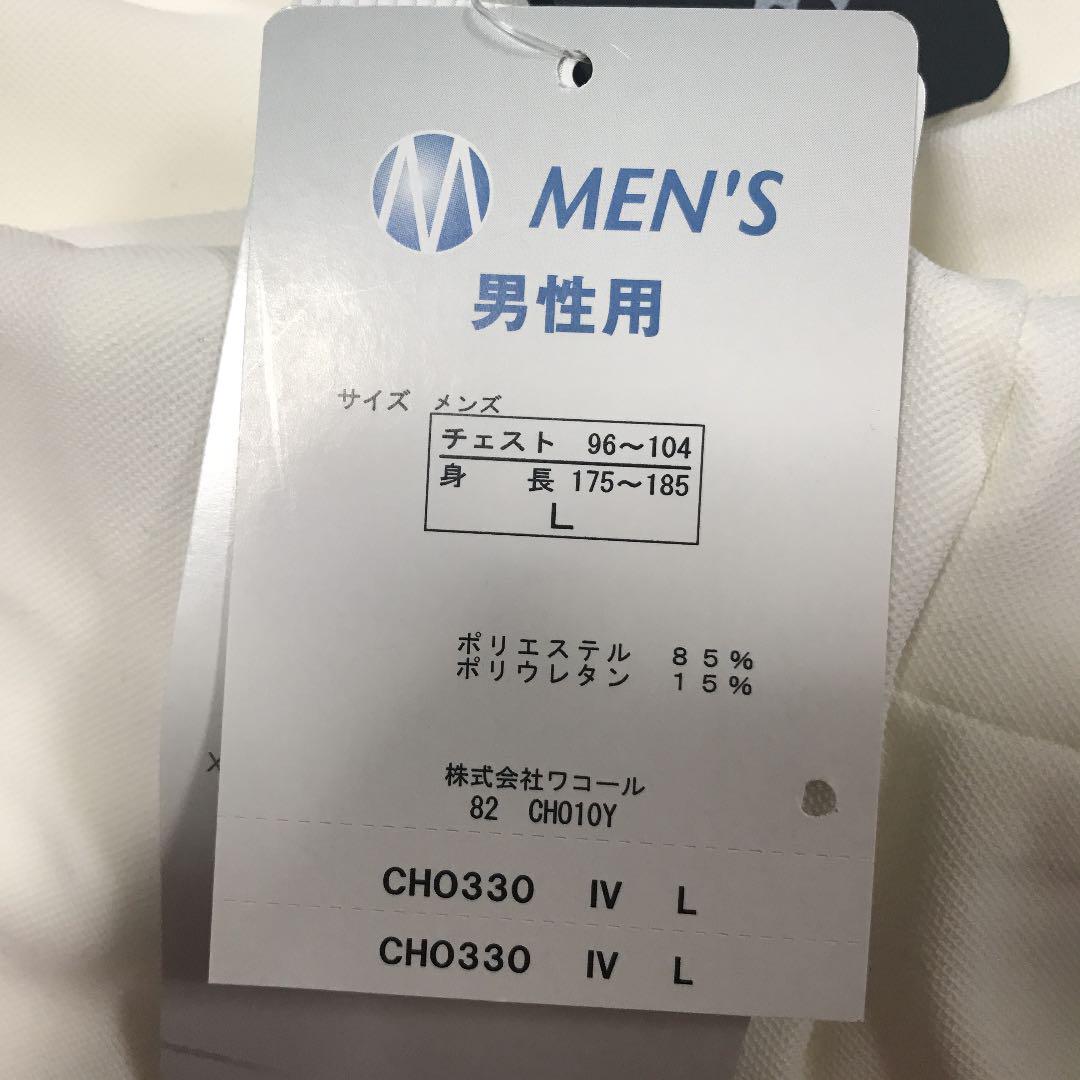 M MEN'S
男性用
サイズ メンズ
チェスト 96〜104
身 長 175〜185
L
ポリエステル 85%
ポリウレタン 15%
株式会社ワコール
82 CHO10Y
CHO330 IV L
CHO330 IV L